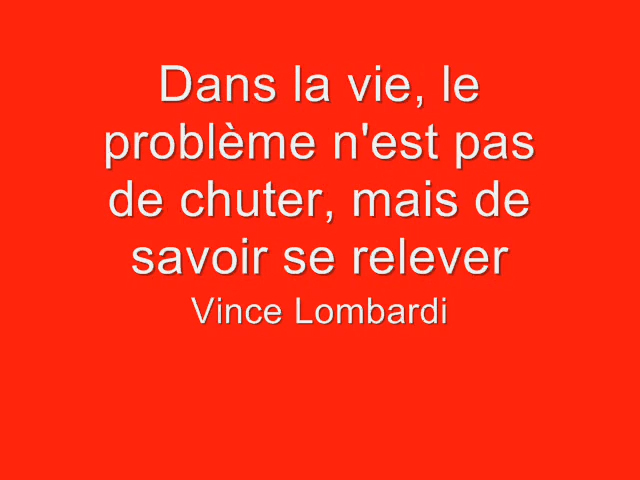 Dans la vie, le
problème n'est pas
de chuter, mais de
savoir se relever
Vince Lombardi